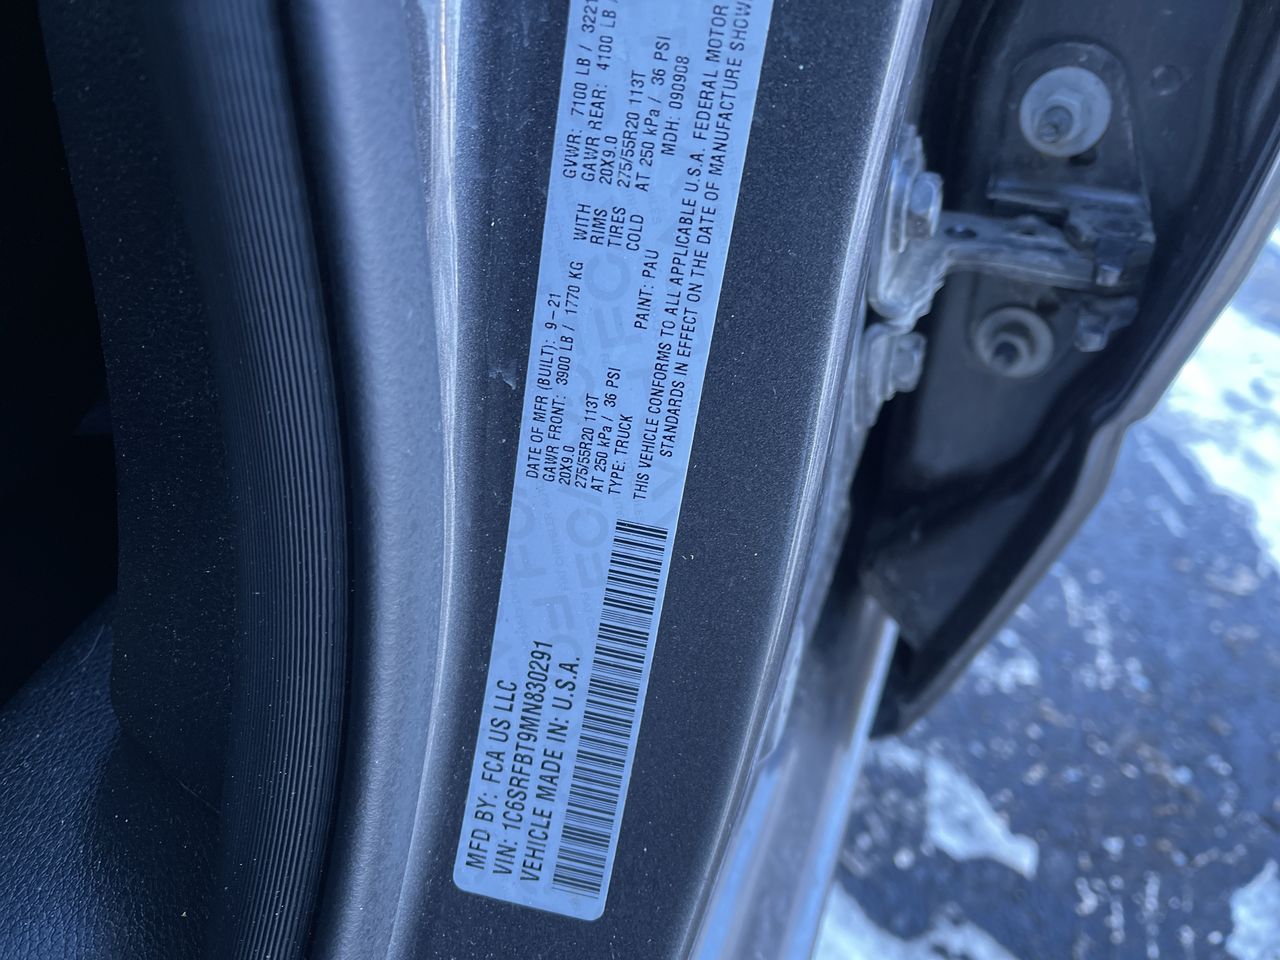 MFD BY: FCA US LLC
VIN: 1C6SRFBT9MN830291
VEHICLE MADE IN: U.S.A.
DATE OF MFR (BUILT): 9-21 GVWR: 7100 LB / 3221
GAWR FRONT: 3900 LB / 1770 KG WITH GAWR REAR: 4100 LB /
20X9.0 RIMS 20X9.0
275/55R20 113T TIRES 275/55R20 113T
AT 250 kPa / 36 PSI COLD AT 250 kPa / 36 PSI
TYPE: TRUCK PAINT: PAU MDH: 090908
THIS VEHICLE CONFORMS TO ALL APPLICABLE U.S.A. FEDERAL MOTOR
STANDARDS IN EFFECT ON THE DATE OF MANUFACTURE SHOW